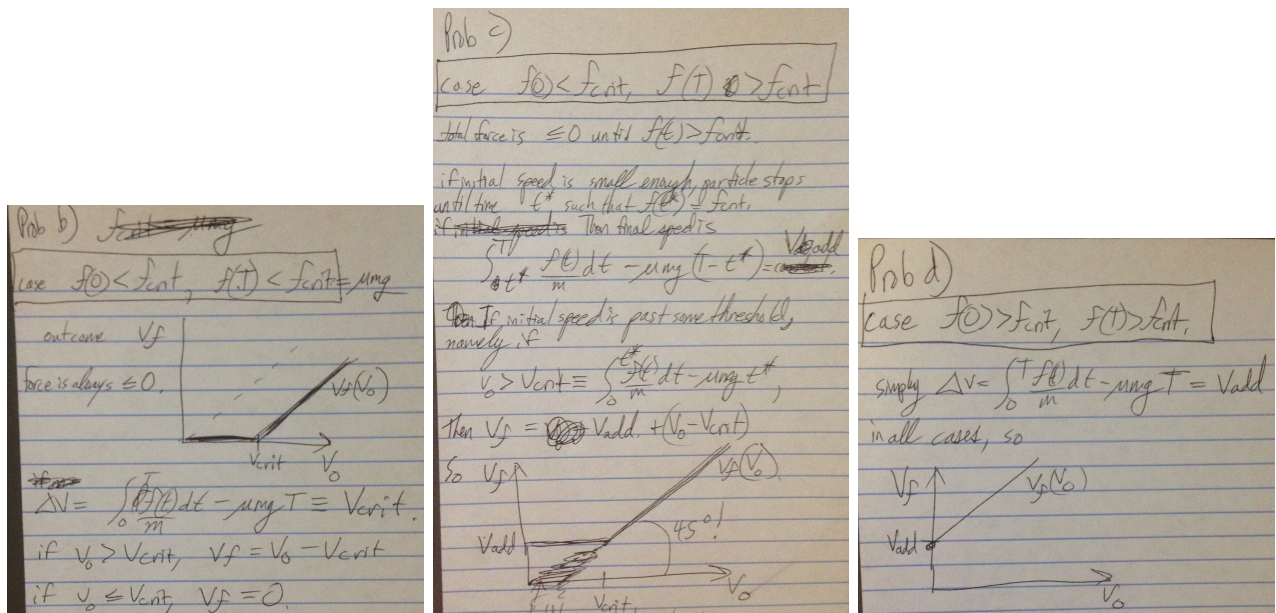 Prob b)
case f(0) < fcrit, f(T) < fcrit = μmg
outcome Vf
force is always ≤ 0.
Vf(V0)
Vcrit V0
ΔV = ∫0T f(t)/m dt - μmg T ≡ Vcrit.
if V0 > Vcrit, Vf = V0 - Vcrit
if V0 ≤ Vcrit, Vf = 0.
Prob c)
case f(0) < fcrit, f(T) > fcrit
total force is ≤ 0 until f(t) > fcrit.
if initial speed is small enough, particle stops
until time t* such that f(t*) = fcrit.
Then final speed is
∫t*T f(t)/m dt - μmg (T - t*) = Vadd
If initial speed is past some threshold,
namely if
V0 > Vcrit ≡ ∫0t* f(t)/m dt - μmg t*,
Then Vf = Vadd + (V0 - Vcrit)
So Vf
Vf(V0)
45°!
Vadd
Vcrit V0
Prob d)
case f(0) > fcrit, f(T) > fcrit.
simply ΔV = ∫0T f(t)/m dt - μmg T = Vadd
in all cases, so
Vf
Vf(V0)
Vadd
V0